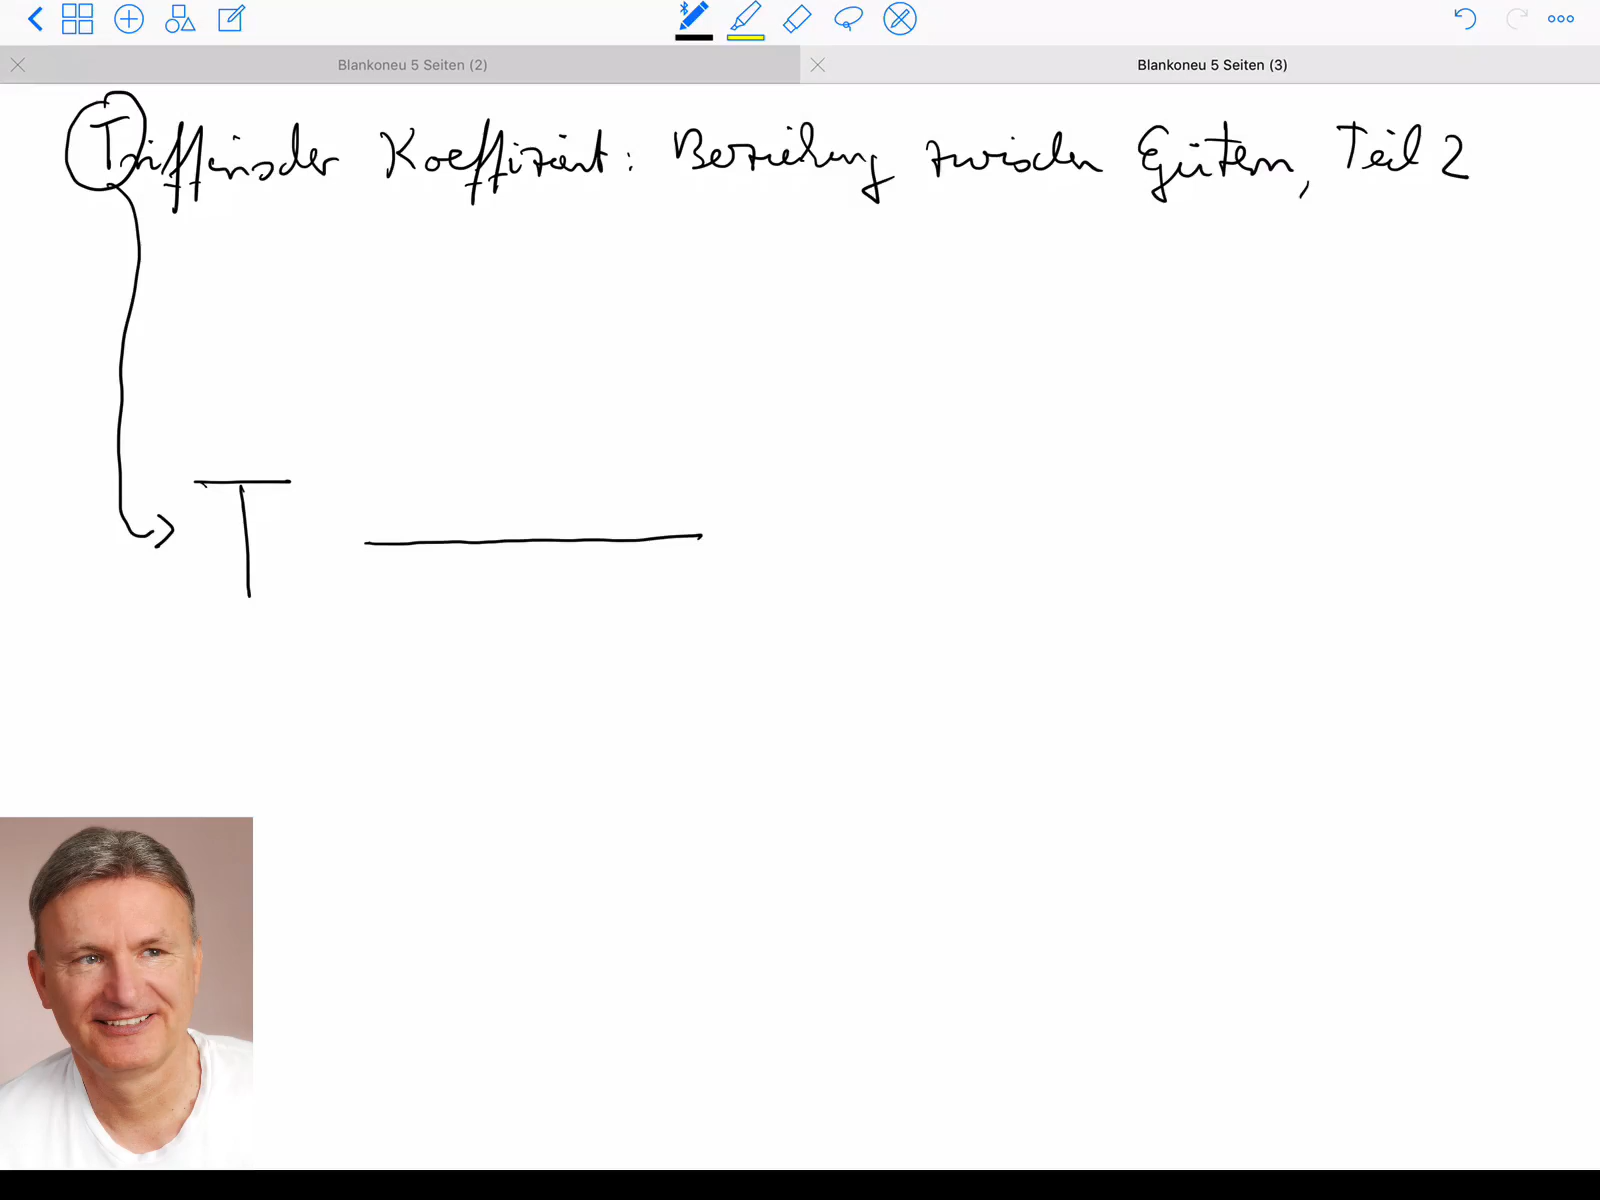 Blankoneu 5 Seiten (2)
Blankoneu 5 Seiten (3)
Triffinscher Koeffizient: Beziehung zwischen Gütern, Teil 2
T